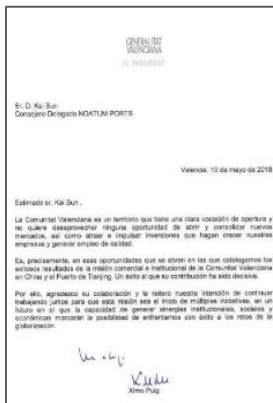 GENERALITAT
VALENCIANA
EL PRESIDENT
Sr. D. Kai Sun
Consejero Delegado NOATUM PORTS
Valencia, 10 de mayo de 2018
Estimado sr. Kai Sun ,
La Comunitat Valenciana es un territorio que tiene una clara vocación de apertura y
no quiere desaprovechar ninguna oportunidad de abrir y consolidar nuevos
mercados, así como atraer e impulsar inversiones que hagan crecer nuestras
empresas y generar empleo de calidad.
Es, precisamente, en esas oportunidades que se abren en las que catalogamos los
exitosos resultados de la misión comercial e institucional de la Comunitat Valenciana
en China y el Puerto de Tianjing. Un éxito al que su contribución ha sido decisiva.
Por ello, agradezco su colaboración y le reitero nuestra intención de continuar
trabajando juntos para que esta misión sea el inicio de múltiples iniciativas, en un
futuro en el que la capacidad de generar sinergias institucionales, sociales y
económicas marcarán la posibilidad de enfrentarnos con éxito a los retos de la
globalización.
Ximo Puig